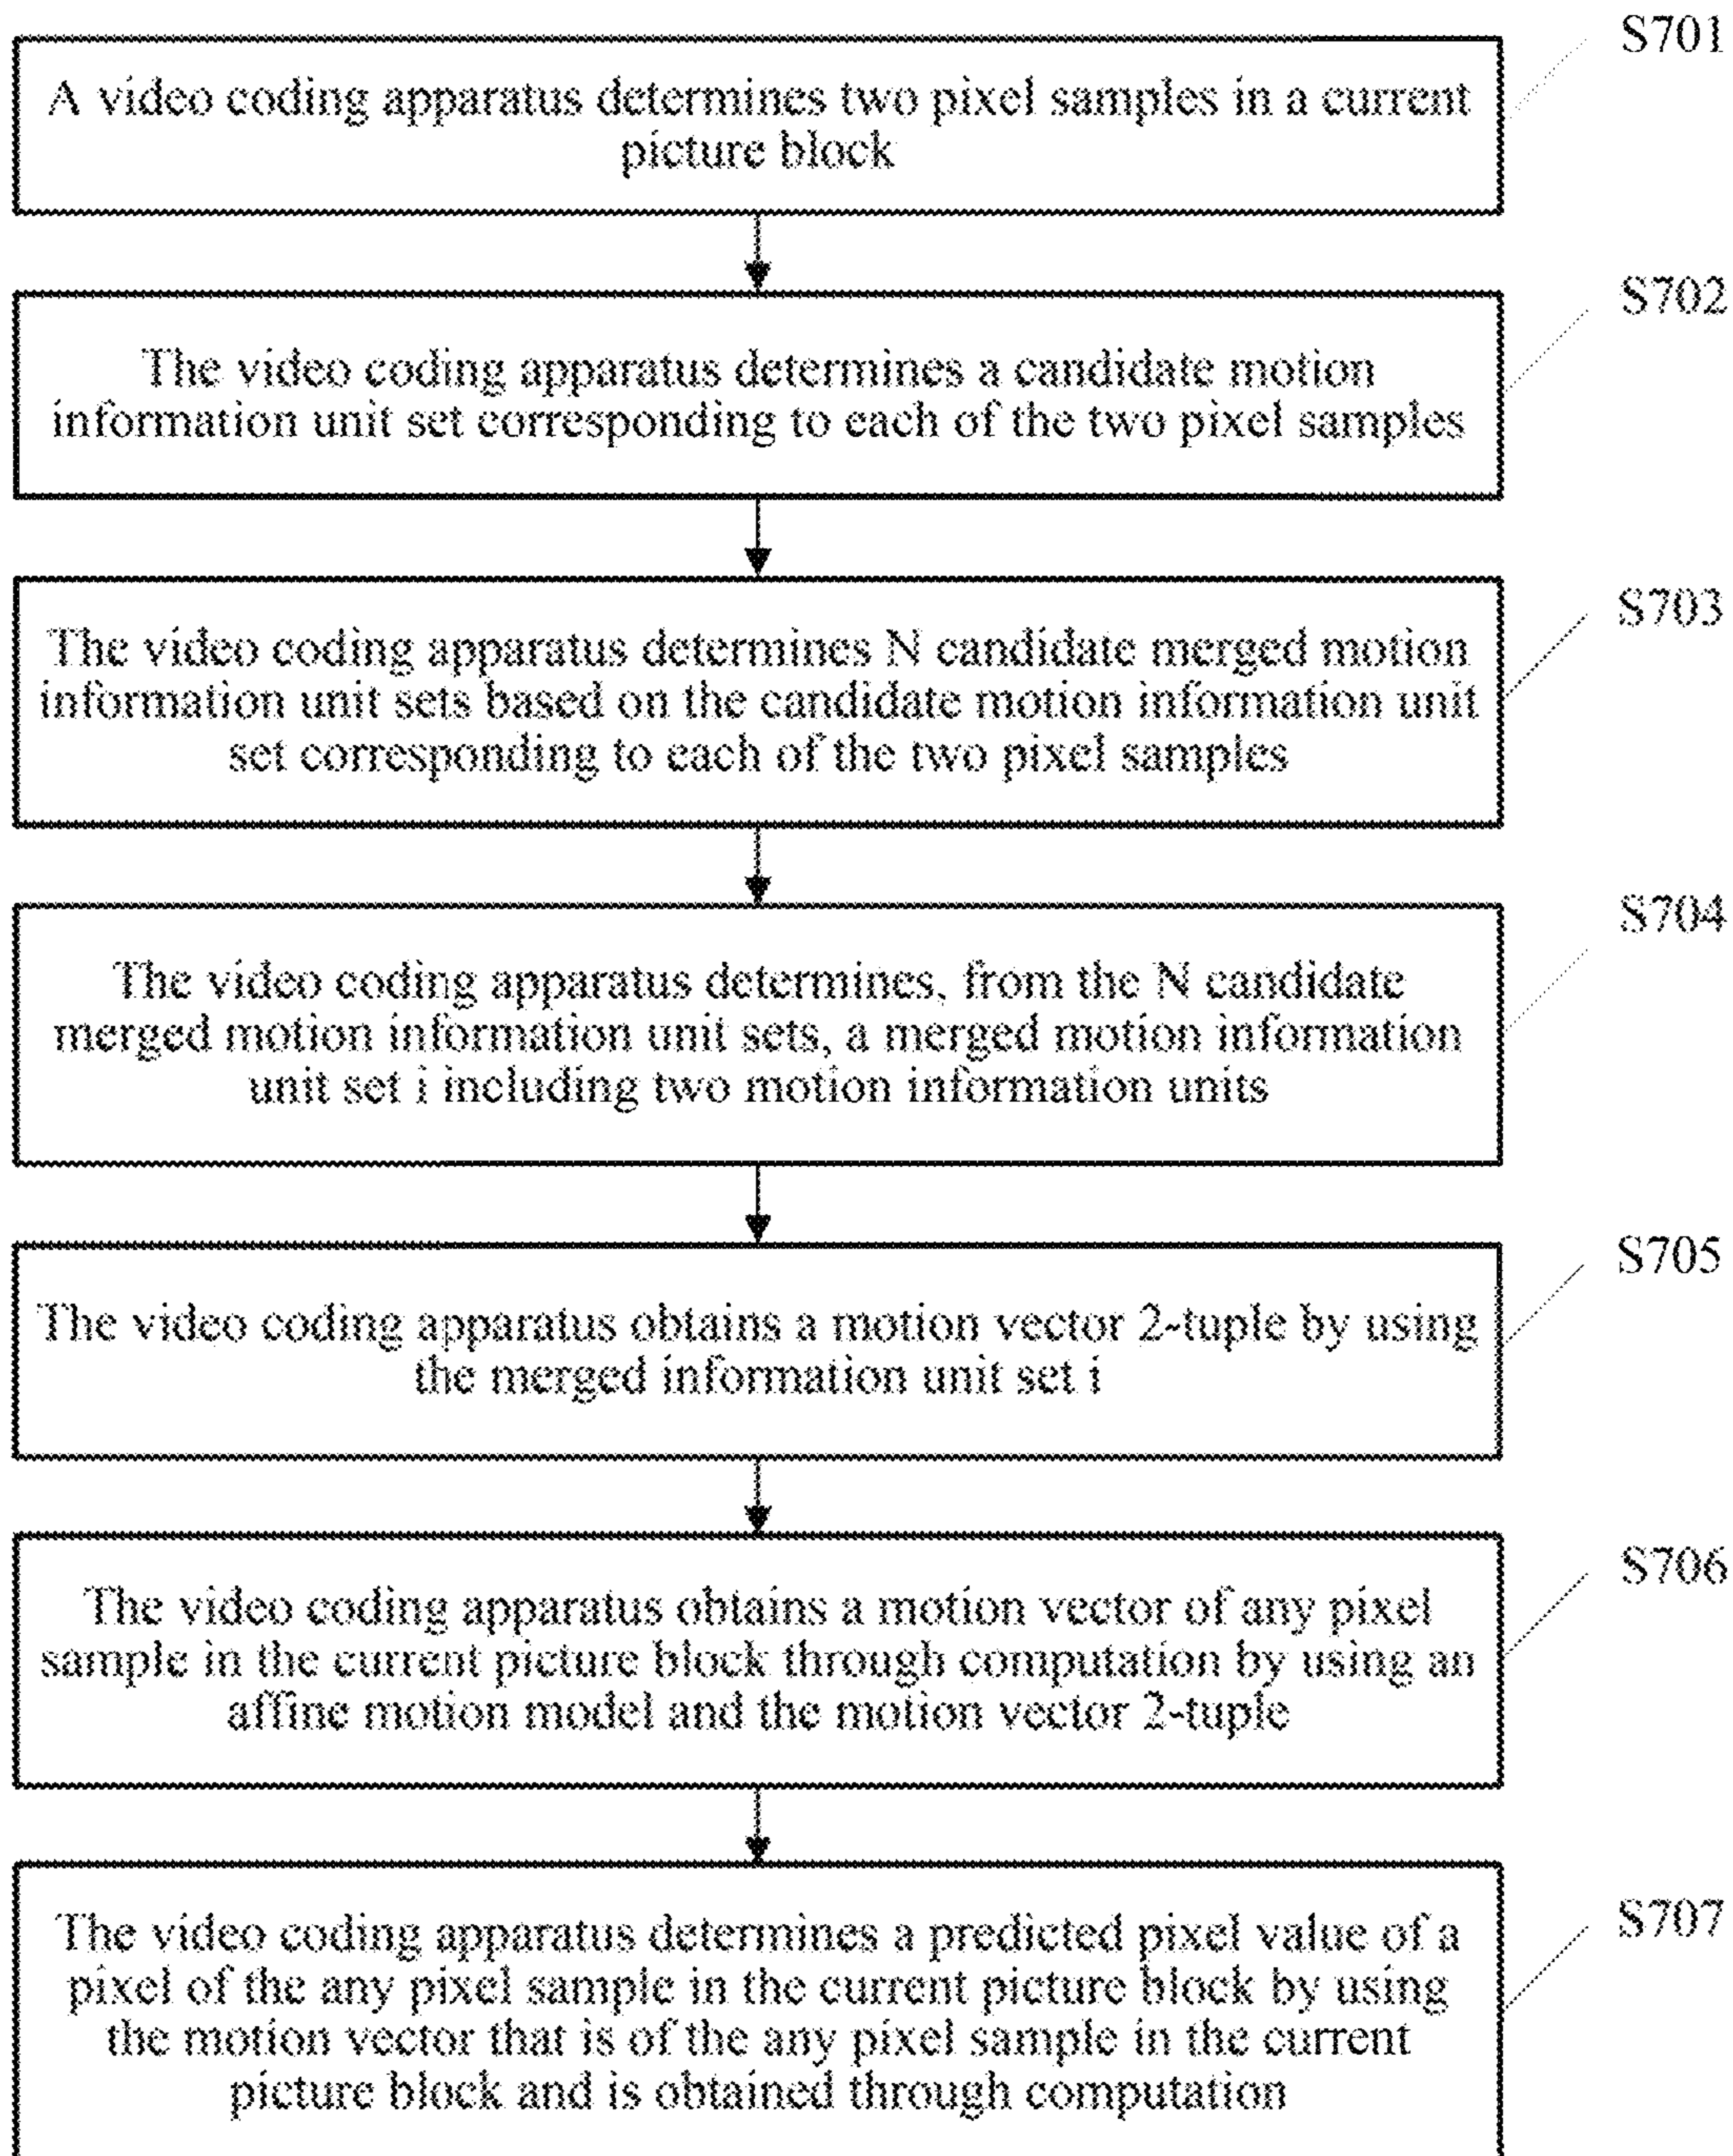 S701
A video coding apparatus determines two pixel samples in a current
picture block
S702
The video coding apparatus determines a candidate motion
information unit set corresponding to each of the two pixel samples
S703
The video coding apparatus determines N candidate merged motion
information unit sets based on the candidate motion information unit
set corresponding to each of the two pixel samples
S704
The video coding apparatus determines, from the N candidate
merged motion information unit sets, a merged motion information
unit set i including two motion information units
S705
The video coding apparatus obtains a motion vector 2-tuple by using
the merged information unit set i
S706
The video coding apparatus obtains a motion vector of any pixel
sample in the current picture block through computation by using an
affine motion model and the motion vector 2-tuple
S707
The video coding apparatus determines a predicted pixel value of a
pixel of the any pixel sample in the current picture block by using
the motion vector that is of the any pixel sample in the current
picture block and is obtained through computation